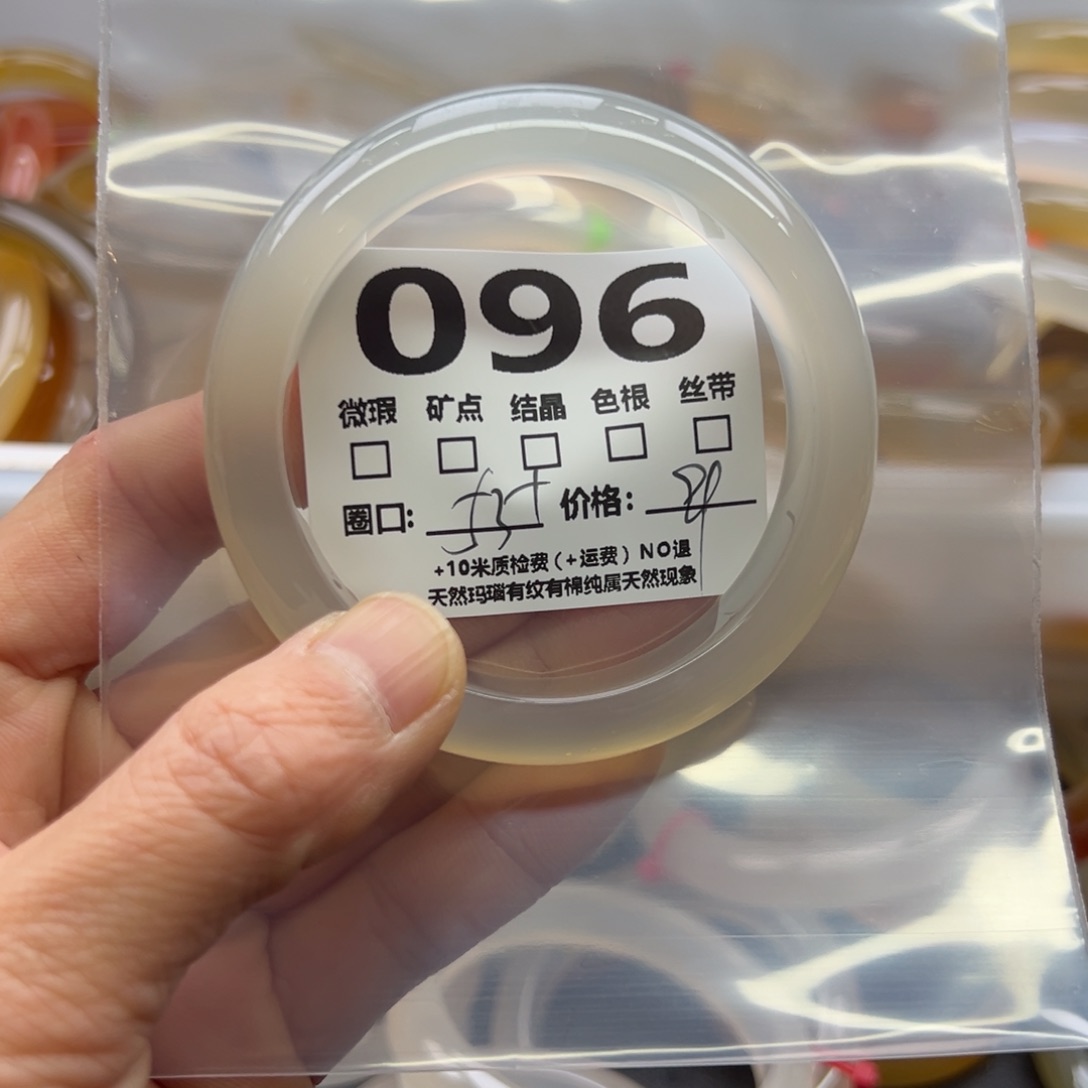 096
微瑕 矿点 结晶 色根 丝带
圈口: 价格:
+10米质检费(+运费) NO退
天然玛瑙有纹有棉纯属天然现象